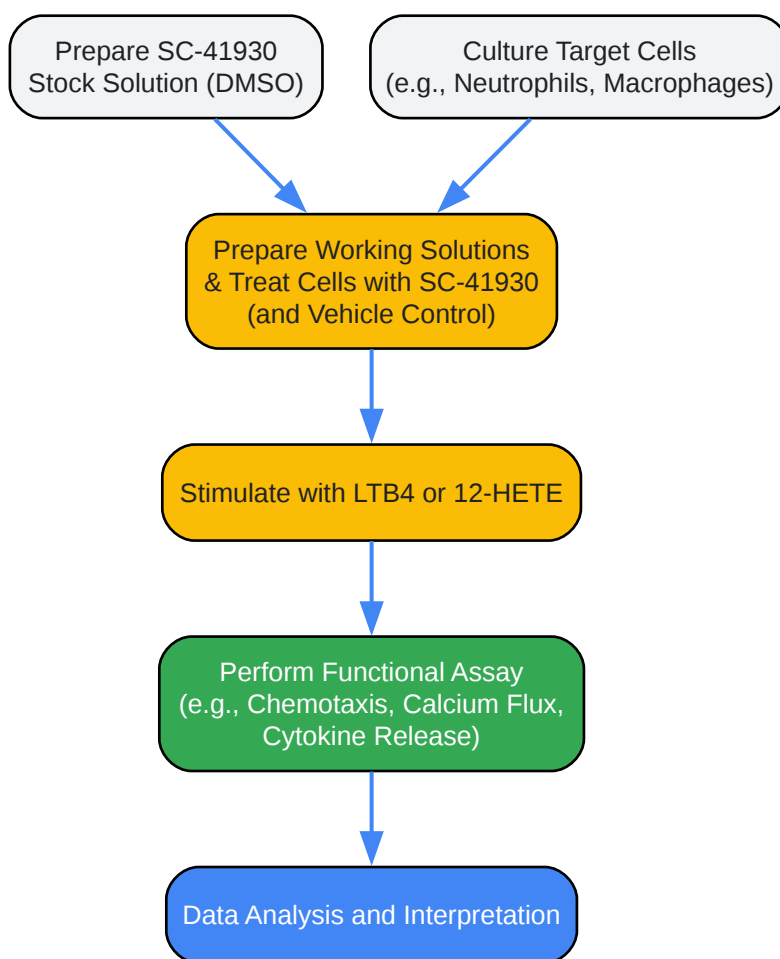 Prepare SC-41930
Stock Solution (DMSO)
Culture Target Cells
(e.g., Neutrophils, Macrophages)
Prepare Working Solutions
& Treat Cells with SC-41930
(and Vehicle Control)
Stimulate with LTB4 or 12-HETE
Perform Functional Assay
(e.g., Chemotaxis, Calcium Flux,
Cytokine Release)
Data Analysis and Interpretation